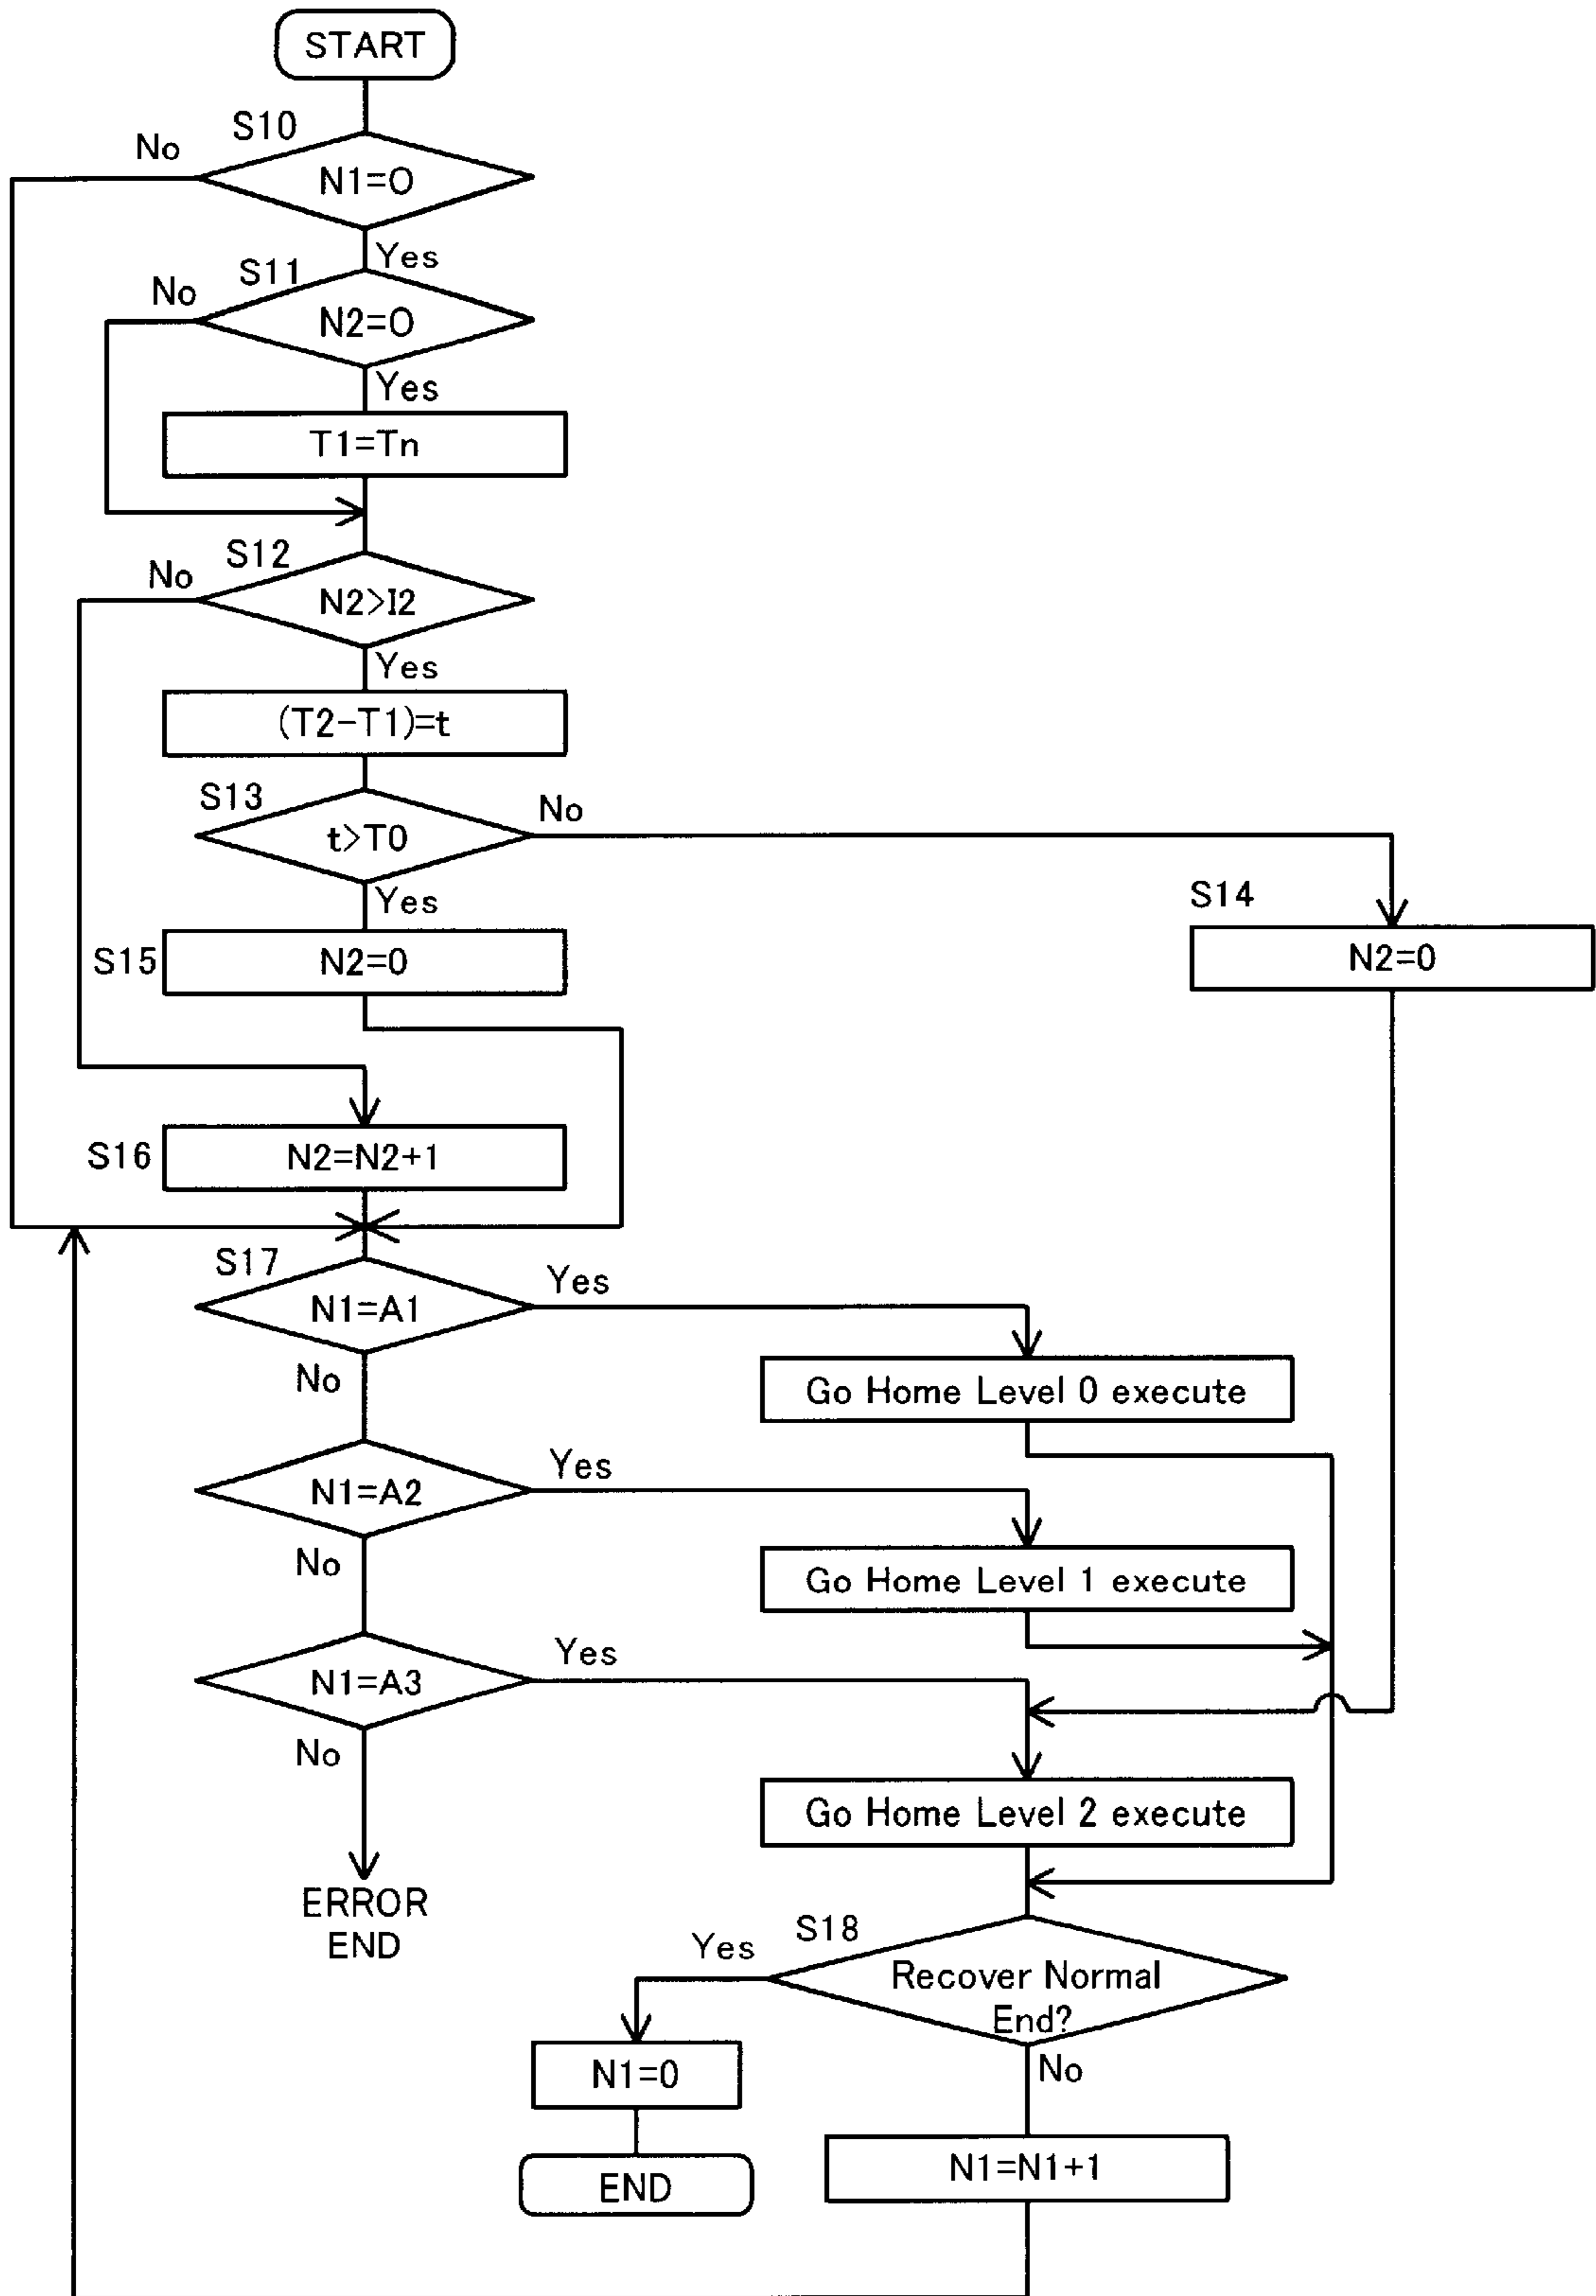 START
S10
No
N1=O
Yes
S11
No
N2=O
Yes
T1=Tn
S12
No
N2>I2
Yes
(T2-T1)=t
S13
No
t>T0
Yes
S14
S15
N2=0
N2=0
S16
N2=N2+1
S17
Yes
N1=A1
No
Go Home Level 0 execute
Yes
N1=A2
No
Go Home Level 1 execute
Yes
N1=A3
No
Go Home Level 2 execute
ERROR
END
S18
Yes
Recover Normal
End?
No
N1=0
N1=N1+1
END